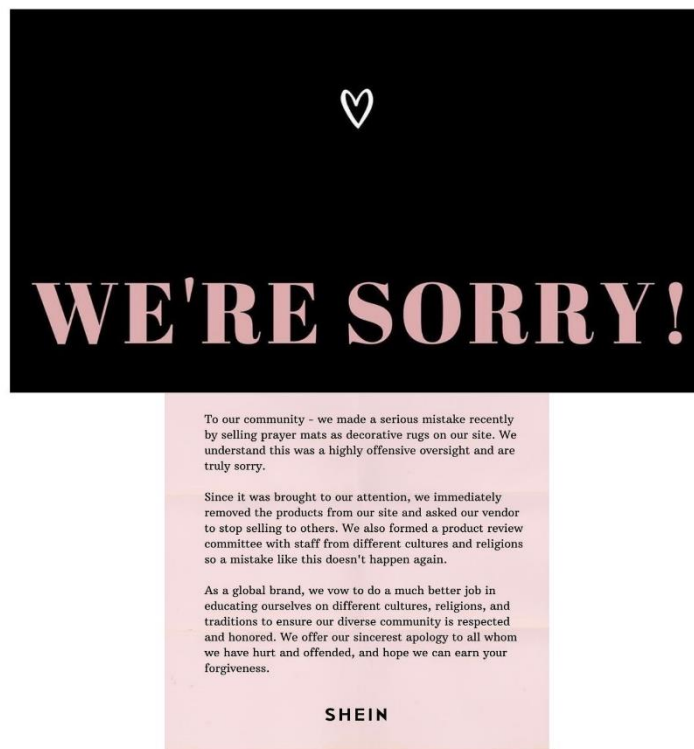 WE'RE SORRY!
To our community - we made a serious mistake recently
by selling prayer mats as decorative rugs on our site. We
understand this was a highly offensive oversight and are
truly sorry.
Since it was brought to our attention, we immediately
removed the products from our site and asked our vendor
to stop selling to others. We also formed a product review
committee with staff from different cultures and religions
so a mistake like this doesn't happen again.
As a global brand, we vow to do a much better job in
educating ourselves on different cultures, religions, and
traditions to ensure our diverse community is respected
and honored. We offer our sincerest apology to all whom
we have hurt and offended, and hope we can earn your
forgiveness.
SHEIN